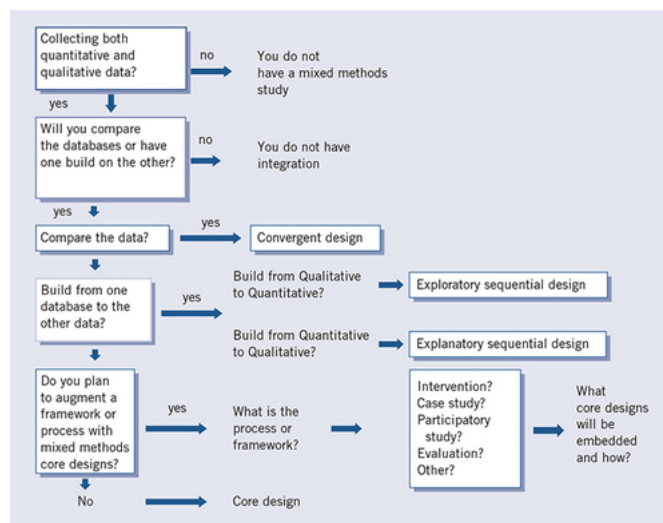 Collecting both
quantitative and
qualitative data?
no
You do not
have a mixed methods
study
yes
Will you compare
the databases or have
one build on the other?
no
You do not have
integration
yes
Compare the data?
yes
Convergent design
Build from one
database to the
other data?
yes
Build from Qualitative
to Quantitative?
Exploratory sequential design
Build from Quantitative
to Qualitative?
Explanatory sequential design
Do you plan
to augment a
framework or
process with
mixed methods
core designs?
yes
What is the
process or
framework?
Intervention?
Case study?
Participatory
study?
Evaluation?
Other?
What
core designs
will be
embedded
and how?
No
Core design